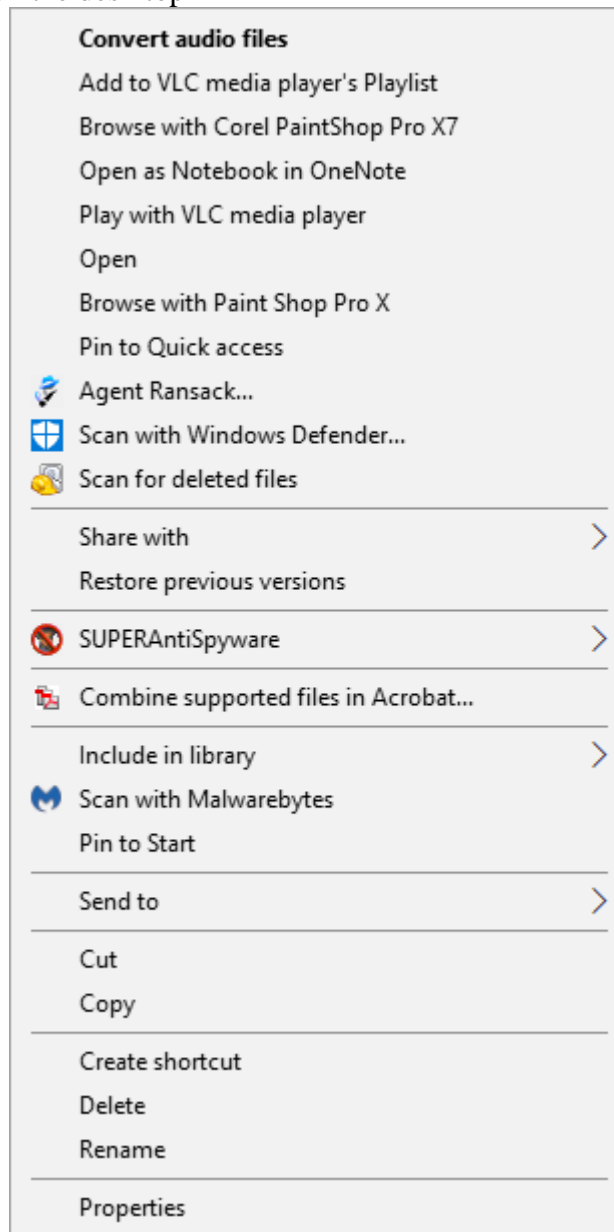 Convert audio files
Add to VLC media player's Playlist
Browse with Corel PaintShop Pro X7
Open as Notebook in OneNote
Play with VLC media player
Open
Browse with Paint Shop Pro X
Pin to Quick access
Agent Ransack...
Scan with Windows Defender...
Scan for deleted files
Share with
Restore previous versions
SUPERAntiSpyware
Combine supported files in Acrobat...
Include in library
Scan with Malwarebytes
Pin to Start
Send to
Cut
Copy
Create shortcut
Delete
Rename
Properties